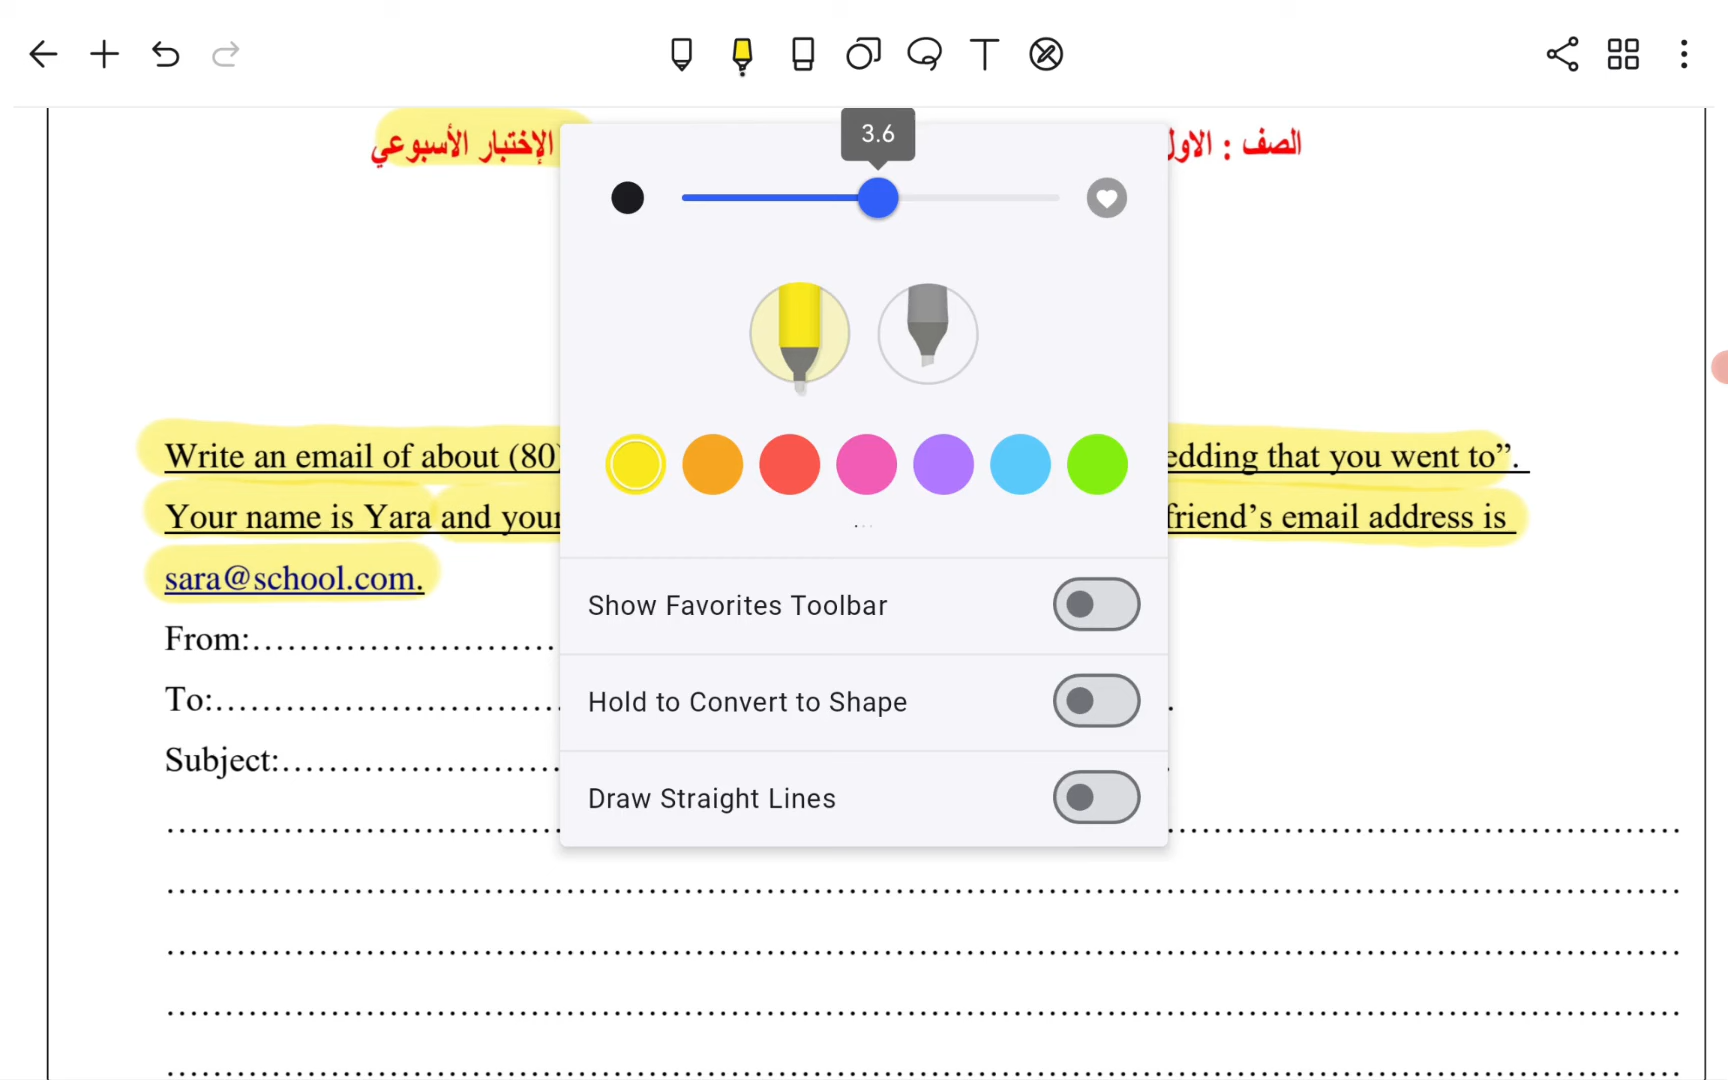 3.6
الصف : الاول
الإختبار الأسبوعي
Write an email of about (80) edding that you went to”.
Your name is Yara and your friend’s email address is
sara@school.com.
From:..........................
To:..............................
Subject:........................
Show Favorites Toolbar
Hold to Convert to Shape
Draw Straight Lines